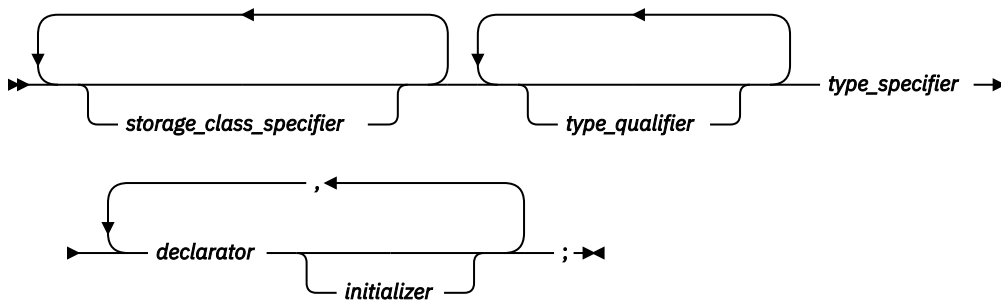 type_specifier
storage_class_specifier type_qualifier
,
declarator ;
initializer